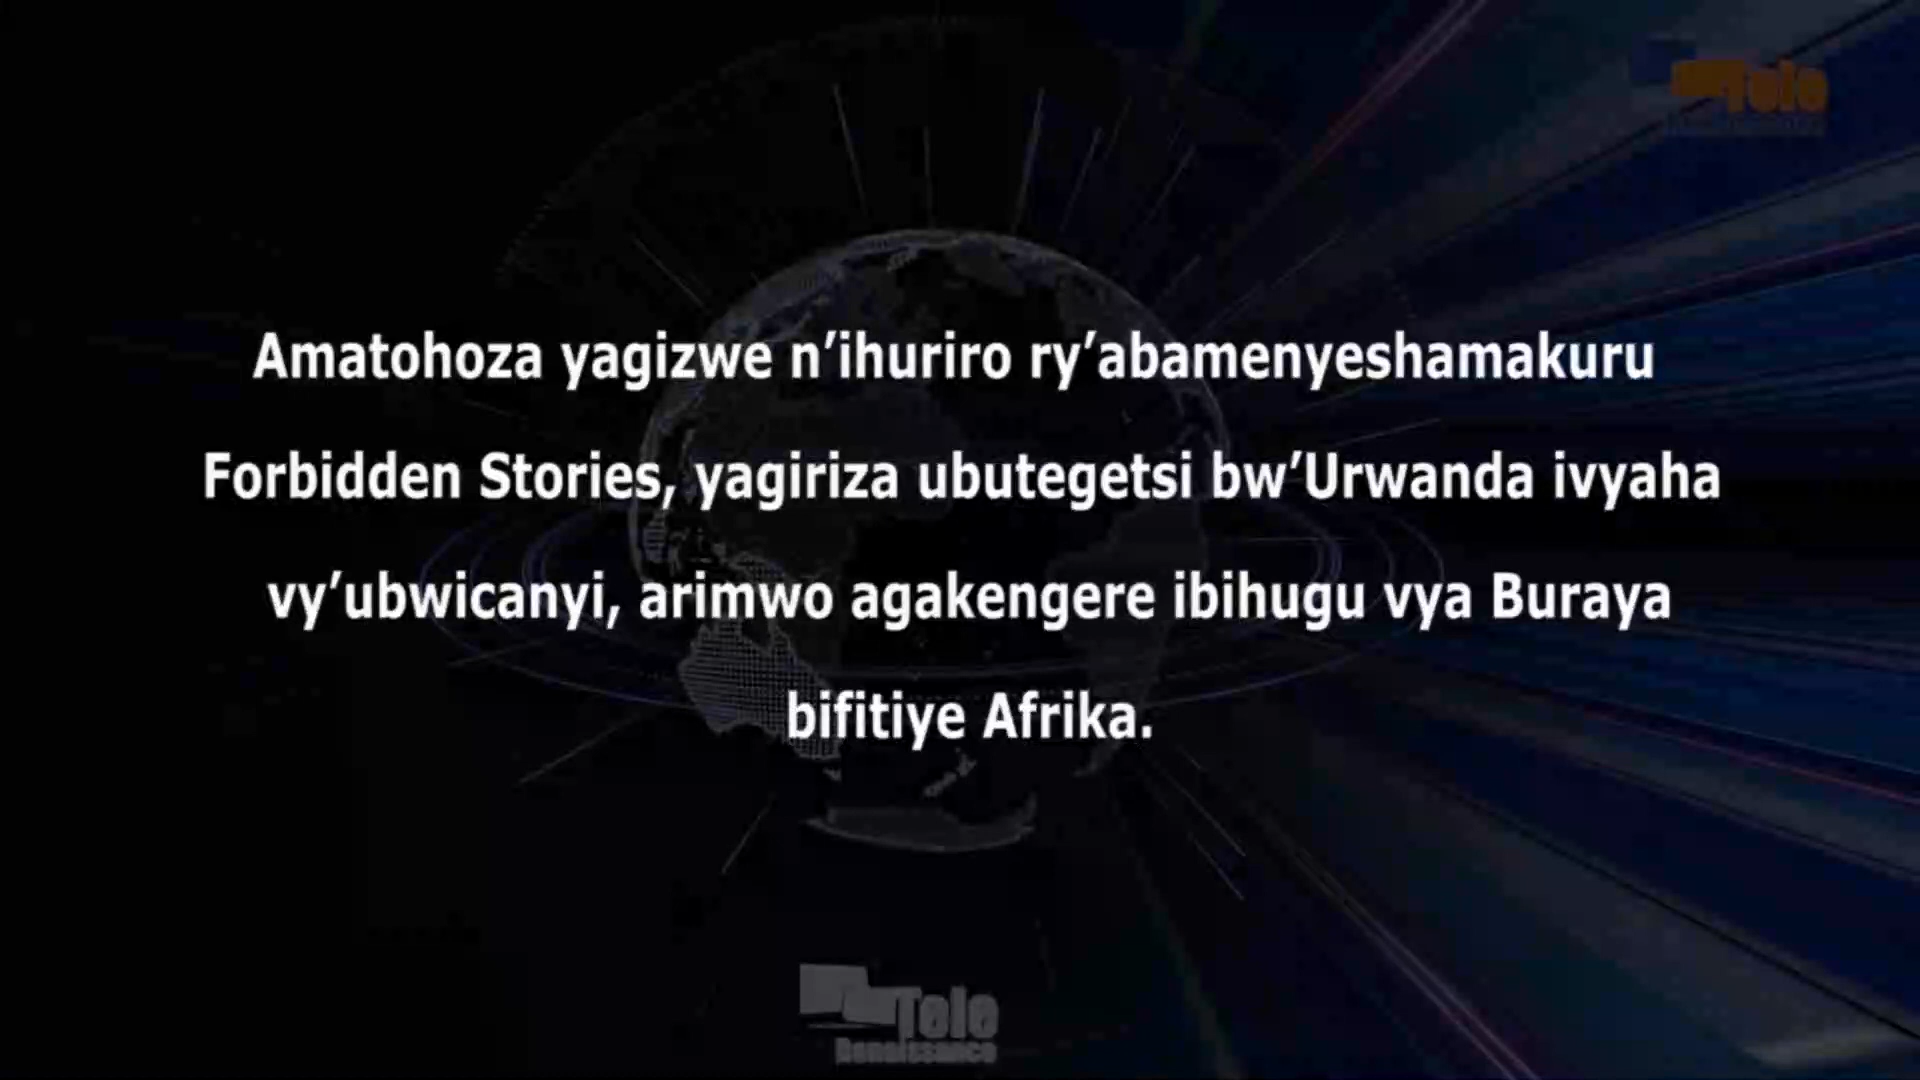 Tele
Amatohoza yagizwe n’ihuriro ry’abamenyeshamakuru
Forbidden Stories, yagiriza ubutegetsi bw’Urwanda ivyaha
vy’ubwicanyi, arimwo agakengere ibihugu vya Buraya
bifitiye Afrika.
Tele
Renaissance